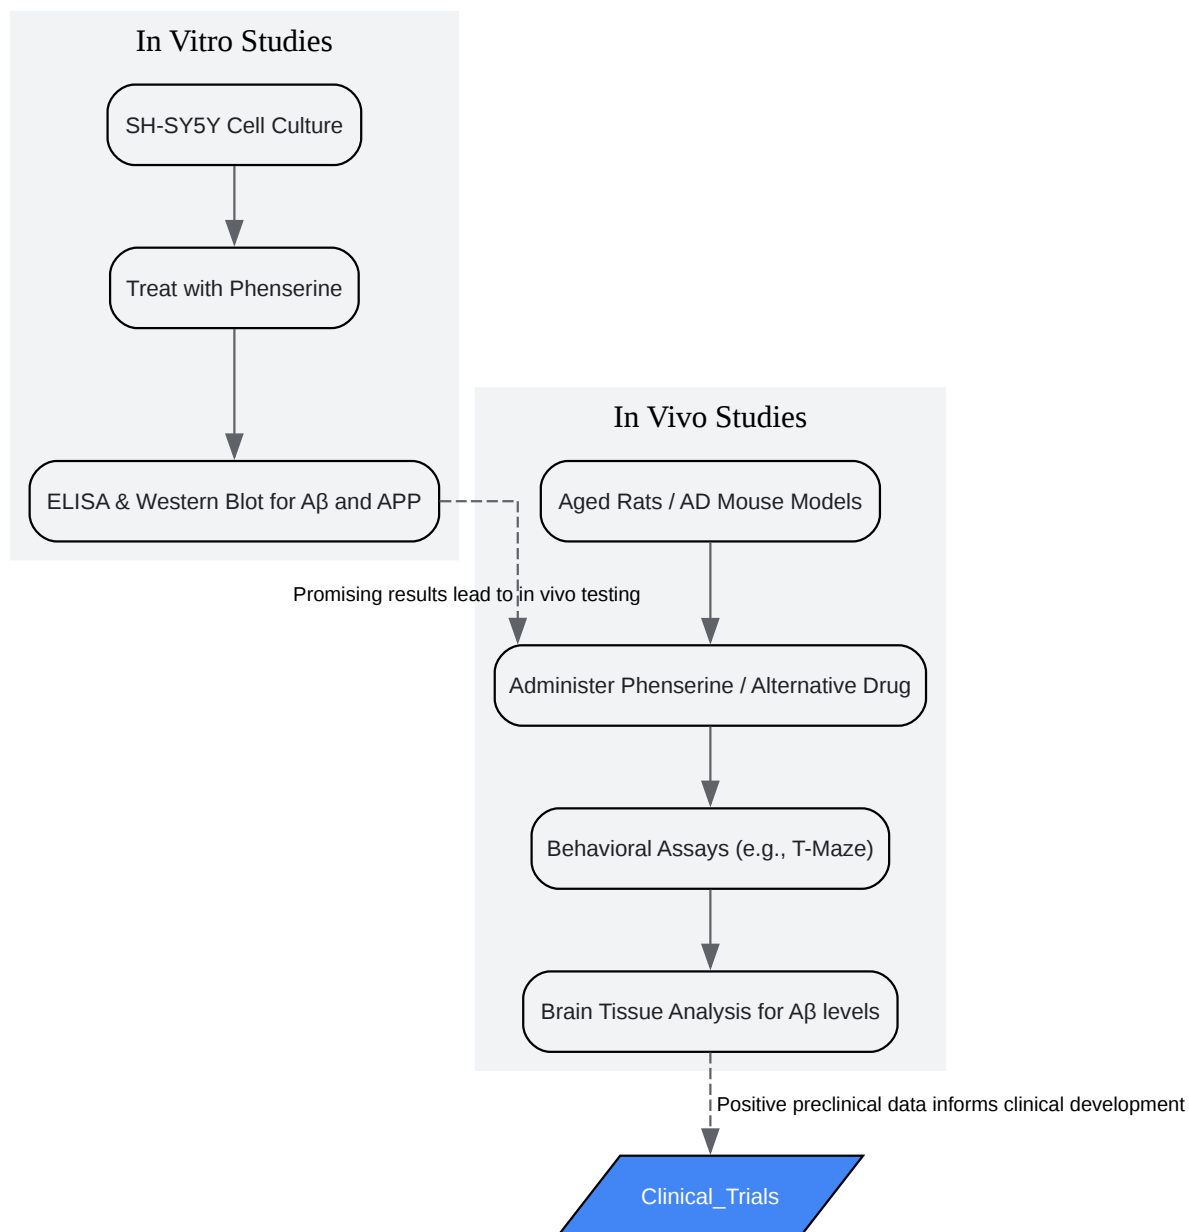 In Vitro Studies
SH-SY5Y Cell Culture
Treat with Phenserine
ELISA & Western Blot for Aβ and APP
Promising results lead to in vivo testing
In Vivo Studies
Aged Rats / AD Mouse Models
Administer Phenserine / Alternative Drug
Behavioral Assays (e.g., T-Maze)
Brain Tissue Analysis for Aβ levels
Positive preclinical data informs clinical development
Clinical_Trials